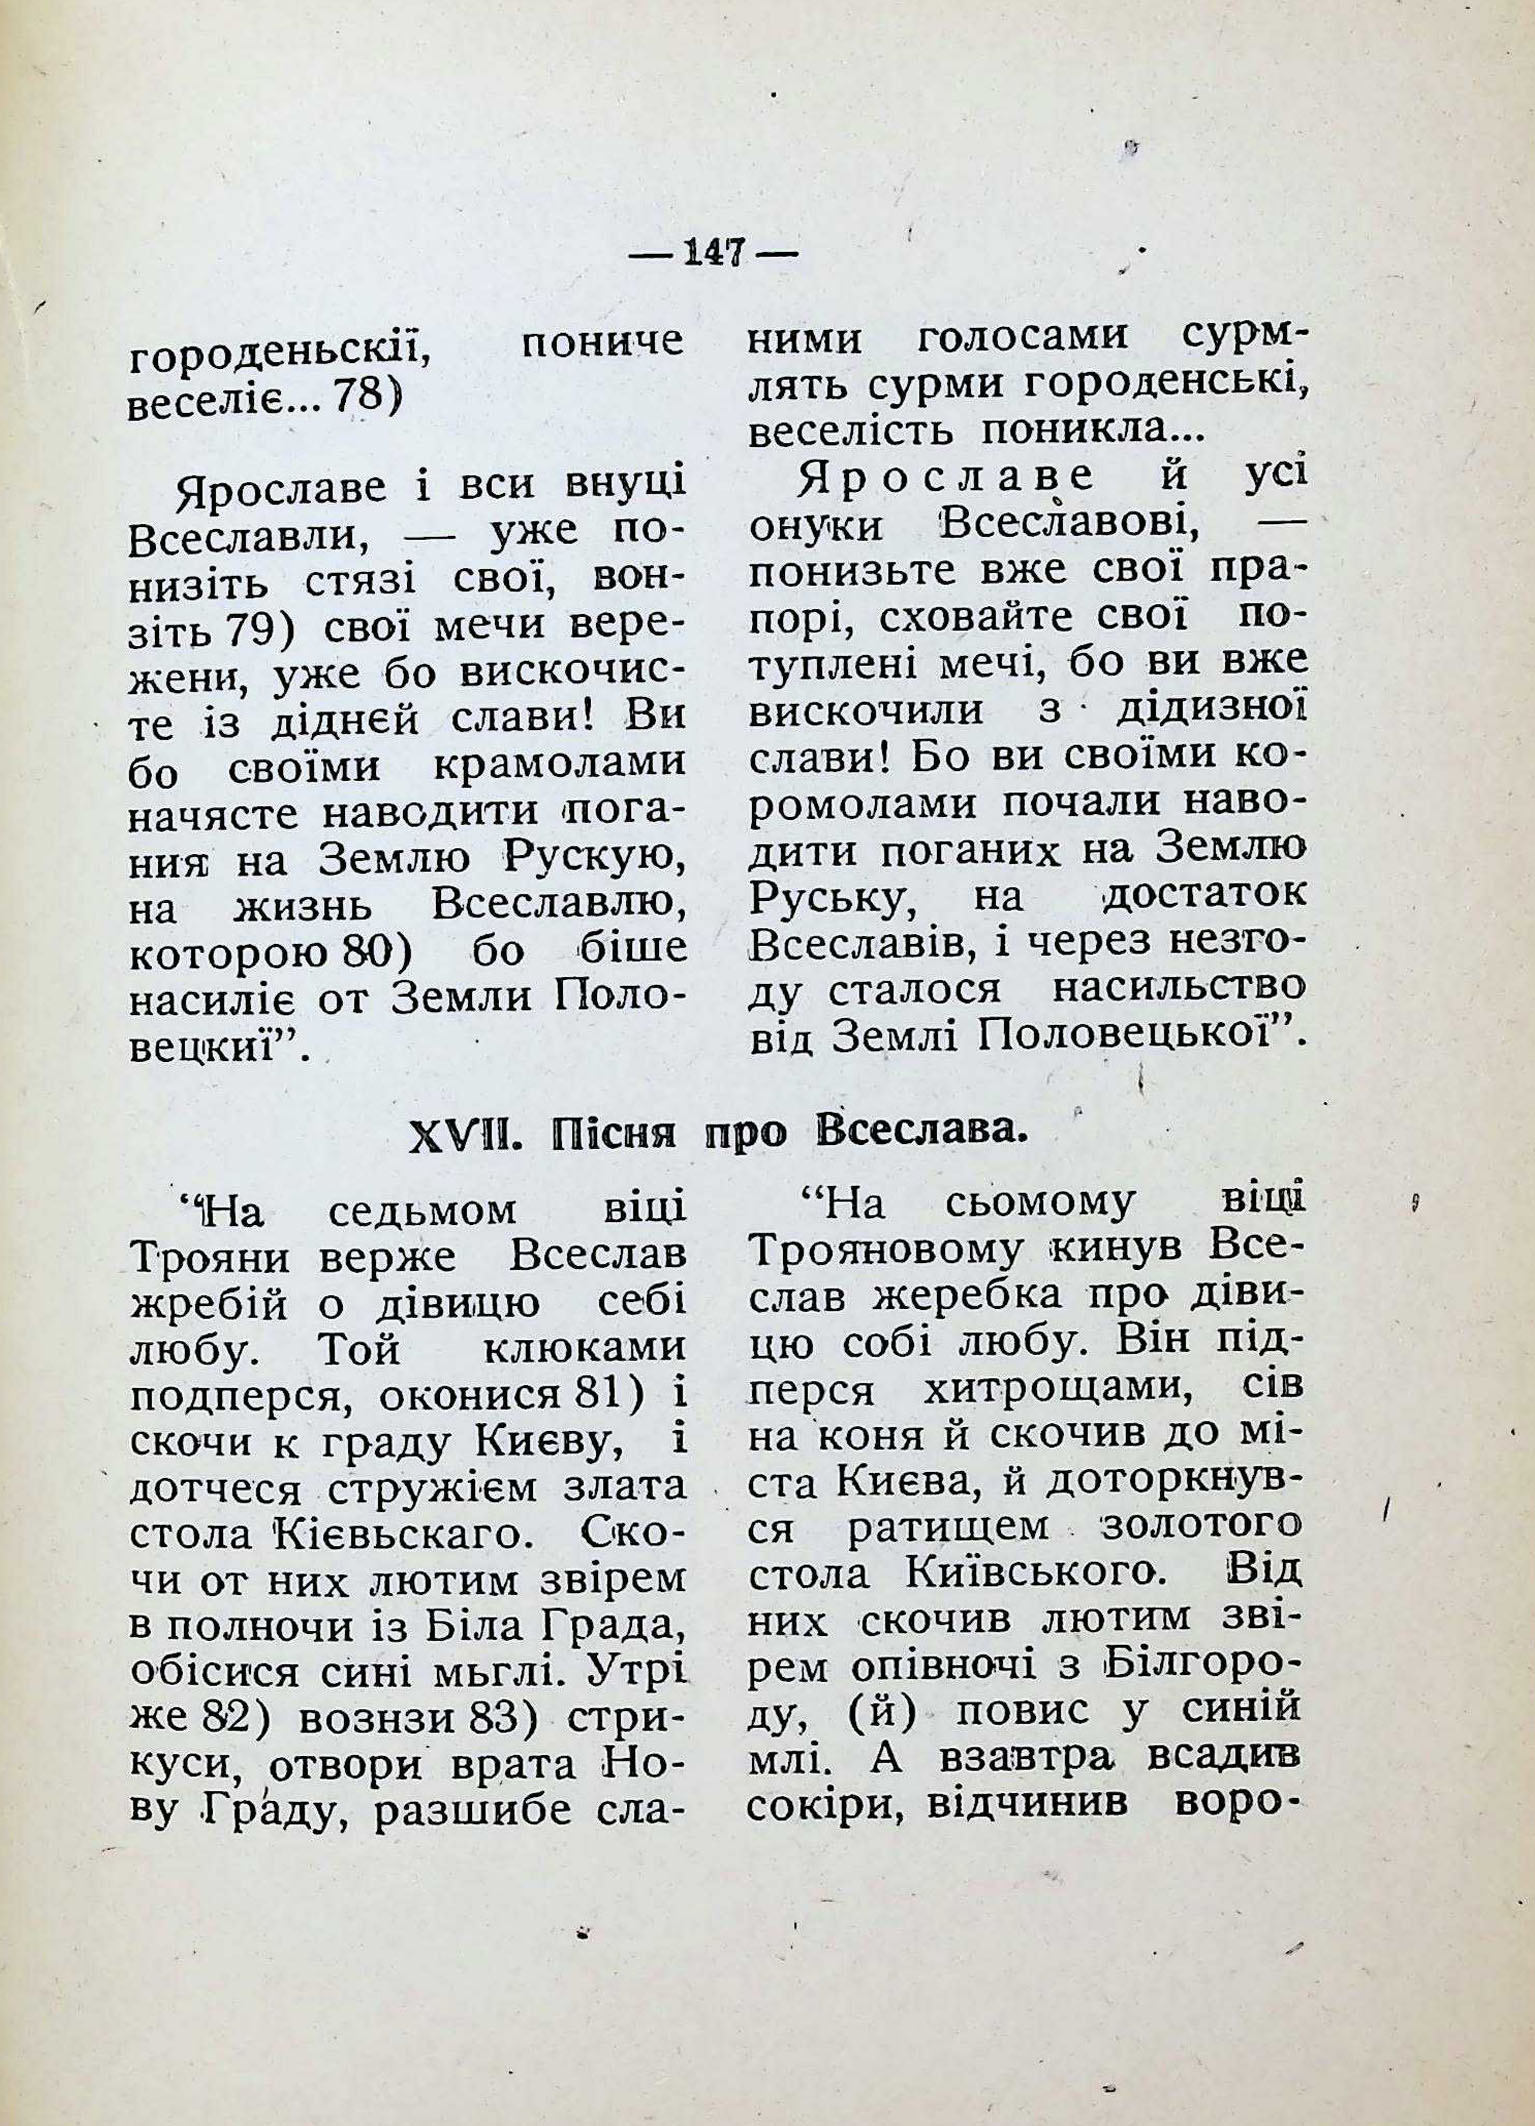 — 147 —
городеньскії, пониче
веселіє... 78)
Ярославе і вси внуці
Всеславли, — уже по-
низіть стязі свої, вон-
зіть 79) свої мечи вере-
жени, уже бо вискочис-
те із діднєй слави! Ви
бо своїми крамолами
начясте наводити пога-
ния на Землю Рускую,
на жизнь Всеславлю,
которою 80) бо біше
насиліє от Земли Поло-
вецкиї”.
ними голосами сурм-
лять сурми городенські,
веселість поникла...
Ярославе й усі
онуки Всеславові, —
понизьте вже свої пра-
порі, сховайте свої по-
туплені мечі, бо ви вже
вискочили з дідизної
слави! Бо ви своїми ко-
ромолами почали наво-
дити поганих на Землю
Руську, на достаток
Всеславів, і через незго-
ду сталося насильство
від Землі Половецької”.
XVII. Пісня про Всеслава.
“На седьмом віці
Трояни верже Всеслав
жребій о дівицю себі
любу. Той клюками
подперся, оконися 81) і
скочи к граду Києву, і
дотчеся стружієм злата
стола Кієвьскаго. Ско-
чи от них лютим звірем
в полночи із Біла Града,
обісися сині мьглі. Утрі
же 82) вознзи 83) стри-
куси, отвори врата Но-
ву Граду, разшибе сла-
“На сьомому віці
Трояновому кинув Все-
слав жеребка про діви-
цю собі любу. Він під-
перся хитрощами, сів
на коня й скочив до мі-
ста Києва, й доторкнув-
ся ратищем золотого
стола Київського. Від
них скочив лютим зві-
рем опівночі з Білгоро-
ду, (й) повис у синій
млі. А взавтра всадив
сокіри, відчинив воро-